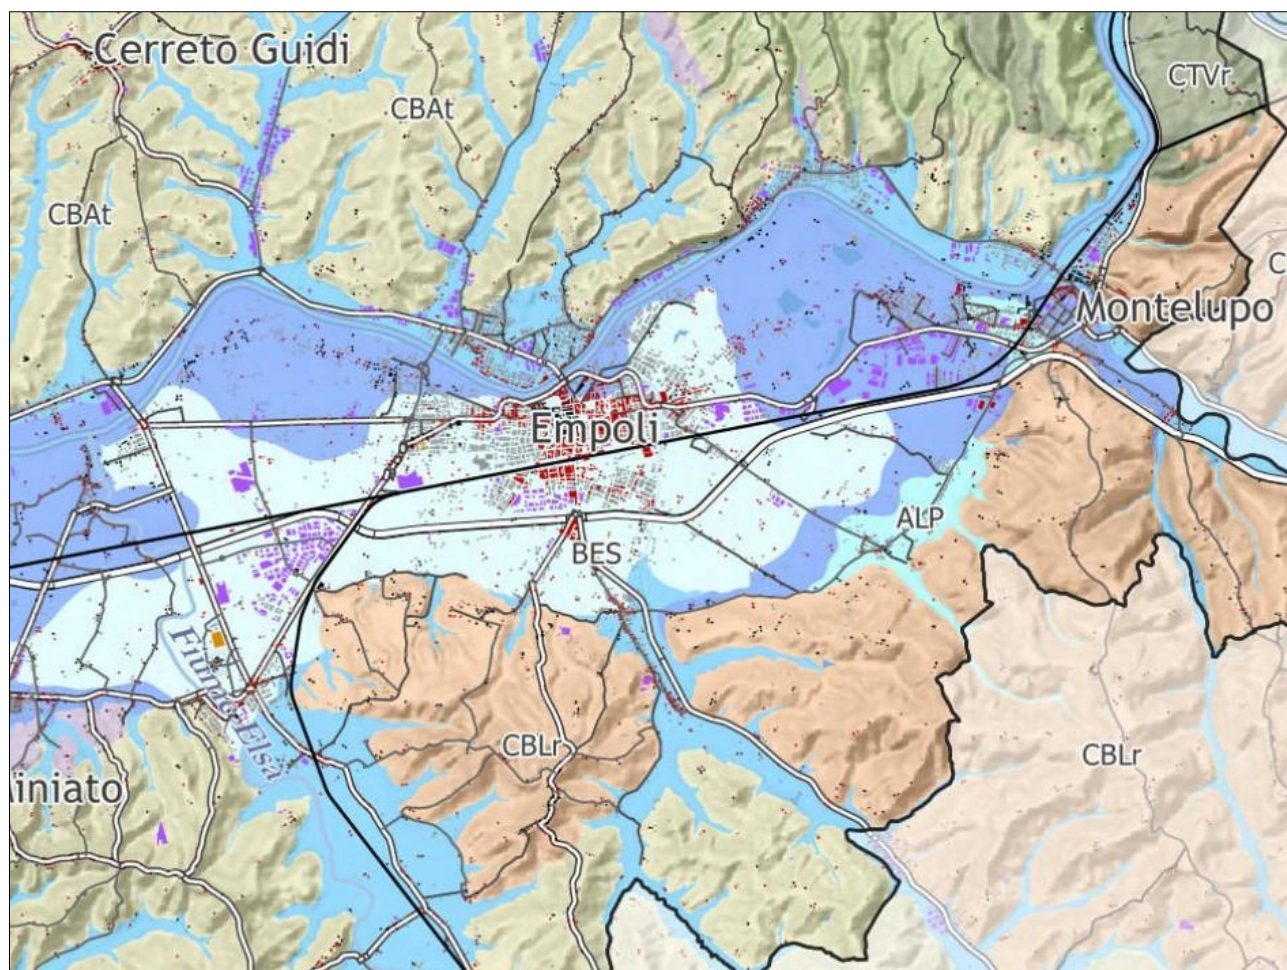 Cerreto Guidi
CTVr
CBAt
CBAt
Montelupo
Empoli
ALP
BES
Fiume Elsa
CBLr
CBLr
iniato